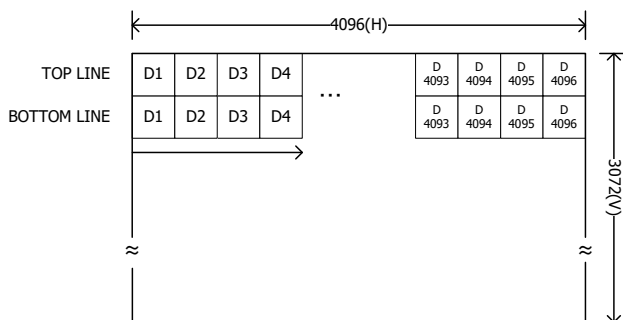 4096(H)
TOP LINE D1 D2 D3 D4 ... D 4093 D 4094 D 4095 D 4096
BOTTOM LINE D1 D2 D3 D4 D 4093 D 4094 D 4095 D 4096
3072(V)
≈ ≈